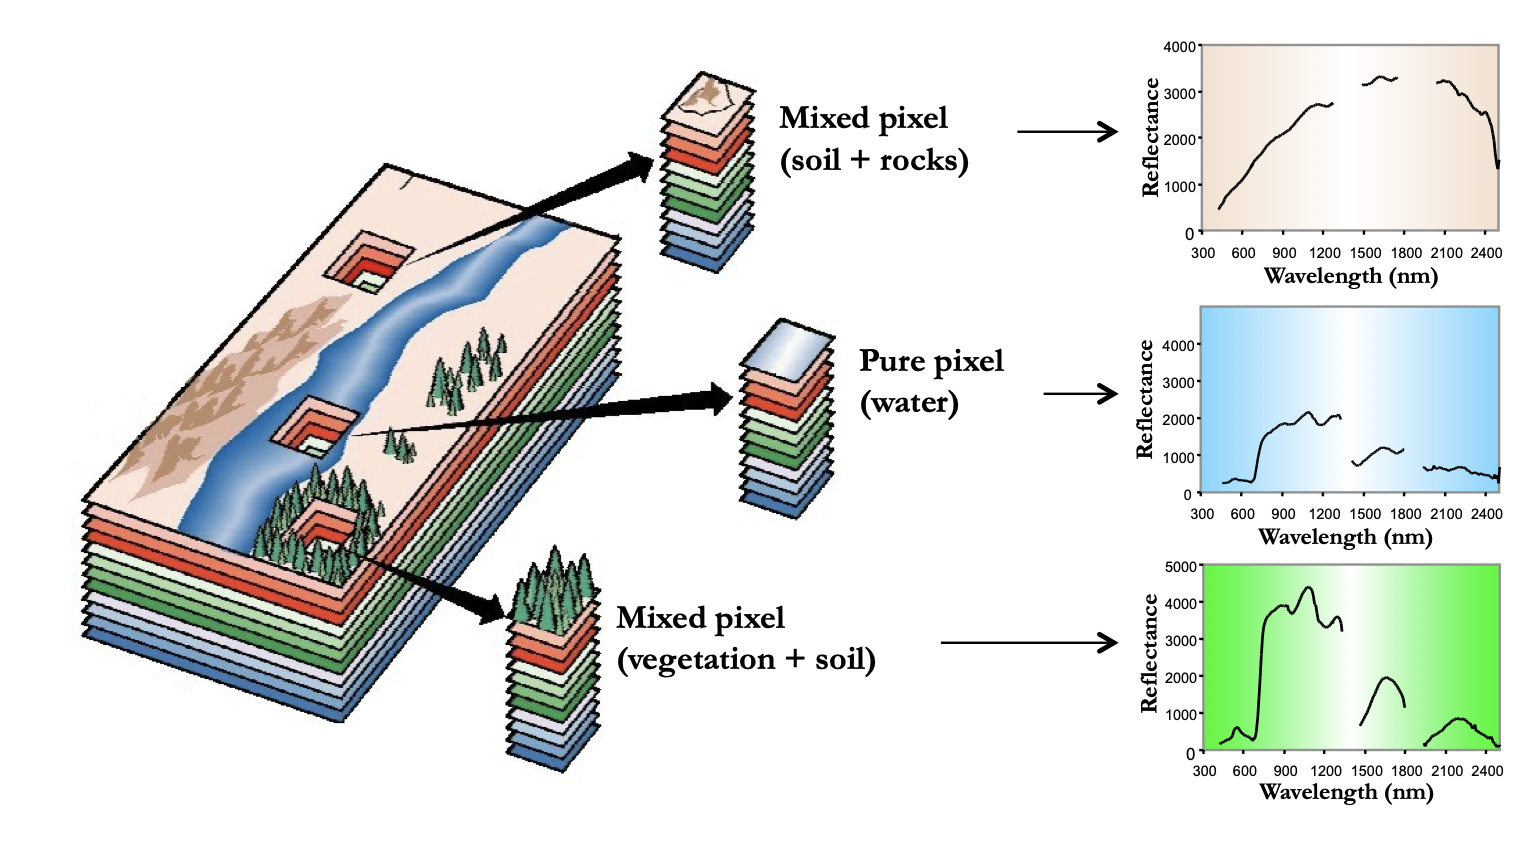 Mixed pixel
(soil + rocks)
Reflectance
4000
3000
2000
1000
0
300 600 900 1200 1500 1800 2100 2400
Wavelength (nm)
Pure pixel
(water)
Reflectance
4000
3000
2000
1000
0
300 600 900 1200 1500 1800 2100 2400
Wavelength (nm)
Mixed pixel
(vegetation + soil)
Reflectance
5000
4000
3000
2000
1000
0
300 600 900 1200 1500 1800 2100 2400
Wavelength (nm)